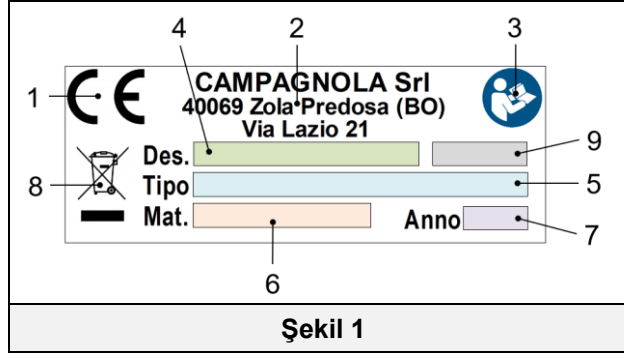 4 2 3
1 CE CAMPAGNOLA Srl
40069 Zola Predosa (BO)
Via Lazio 21
Des. 9
8 Tipo 5
Mat. Anno 7
6
Şekil 1